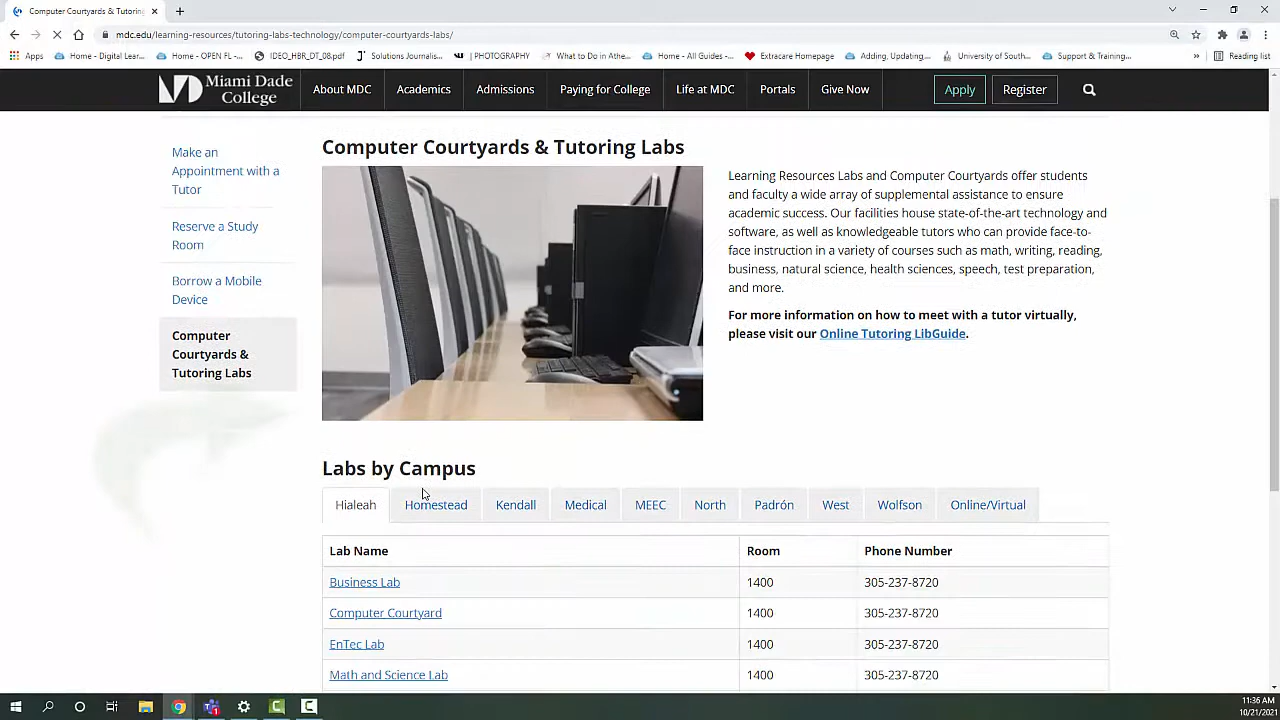 Computer Courtyards & Tutoring
mdc.edu/learning-resources/tutoring-labs-technology/computer-courtyards-labs/
Apps
Home - Digital Lear...
Home - OPEN FL -...
IDEO_HBR_DT_08.pdf
Solutions Journalis...
| PHOTOGRAPHY
What to Do in Athe...
Home - All Guides -...
Extracare Homepage
Adding, Updating,...
University of South...
Support & Training...
»
Reading list
Miami Dade
College
About MDC
Academics
Admissions
Paying for College
Life at MDC
Portals
Give Now
Apply
Register
Make an
Appointment with a
Tutor
Reserve a Study
Room
Borrow a Mobile
Device
Computer
Courtyards &
Tutoring Labs
Computer Courtyards & Tutoring Labs
Learning Resources Labs and Computer Courtyards offer students
and faculty a wide array of supplemental assistance to ensure
academic success. Our facilities house state-of-the-art technology and
software, as well as knowledgeable tutors who can provide face-to-
face instruction in a variety of courses such as math, writing, reading,
business, natural science, health sciences, speech, test preparation,
and more.
For more information on how to meet with a tutor virtually,
please visit our Online Tutoring LibGuide.
Labs by Campus
Hialeah Homestead Kendall Medical MEEC North Padrón West Wolfson Online/Virtual
Lab Name Room Phone Number
Business Lab 1400 305-237-8720
Computer Courtyard 1400 305-237-8720
EnTec Lab 1400 305-237-8720
Math and Science Lab 1400 305-237-8720
11:36 AM
10/21/2021